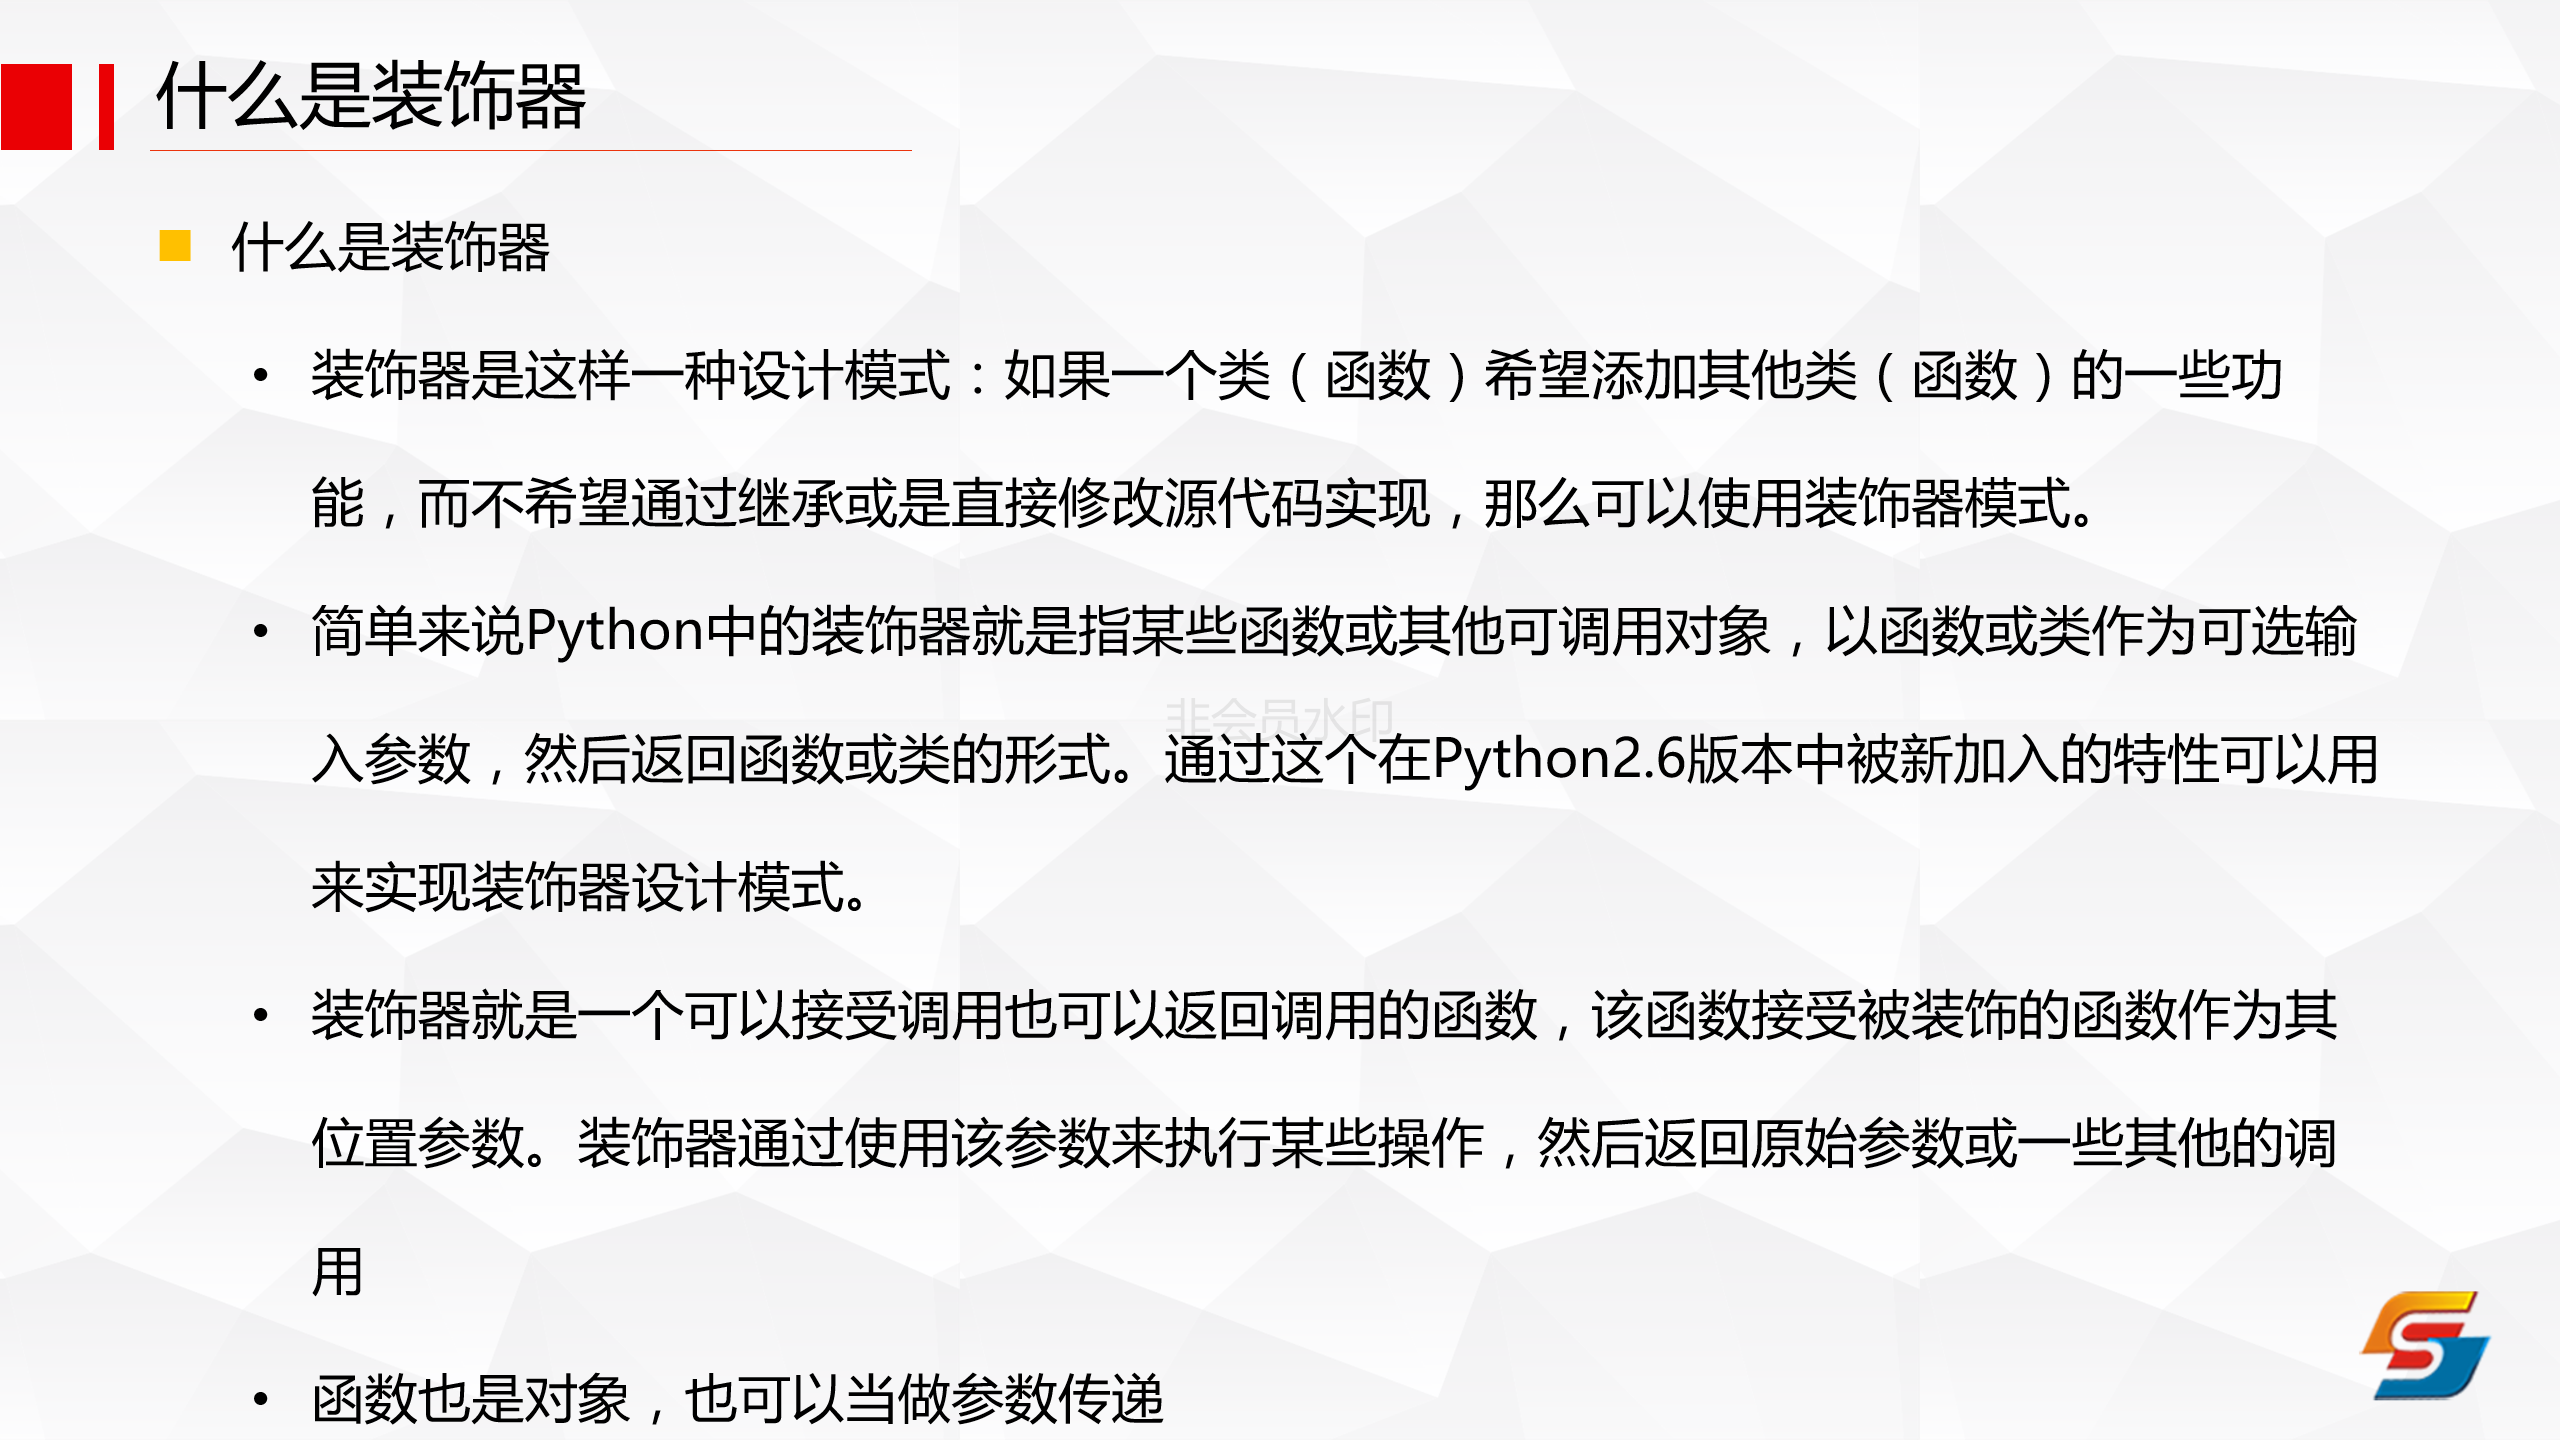 什么是装饰器
什么是装饰器
• 装饰器是这样一种设计模式：如果一个类（函数）希望添加其他类（函数）的一些功
能，而不希望通过继承或是直接修改源代码实现，那么可以使用装饰器模式。
• 简单来说Python中的装饰器就是指某些函数或其他可调用对象，以函数或类作为可选输
非会员水印
入参数，然后返回函数或类的形式。通过这个在Python2.6版本中被新加入的特性可以用
来实现装饰器设计模式。
• 装饰器就是一个可以接受调用也可以返回调用的函数，该函数接受被装饰的函数作为其
位置参数。装饰器通过使用该参数来执行某些操作，然后返回原始参数或一些其他的调
用
• 函数也是对象，也可以当做参数传递